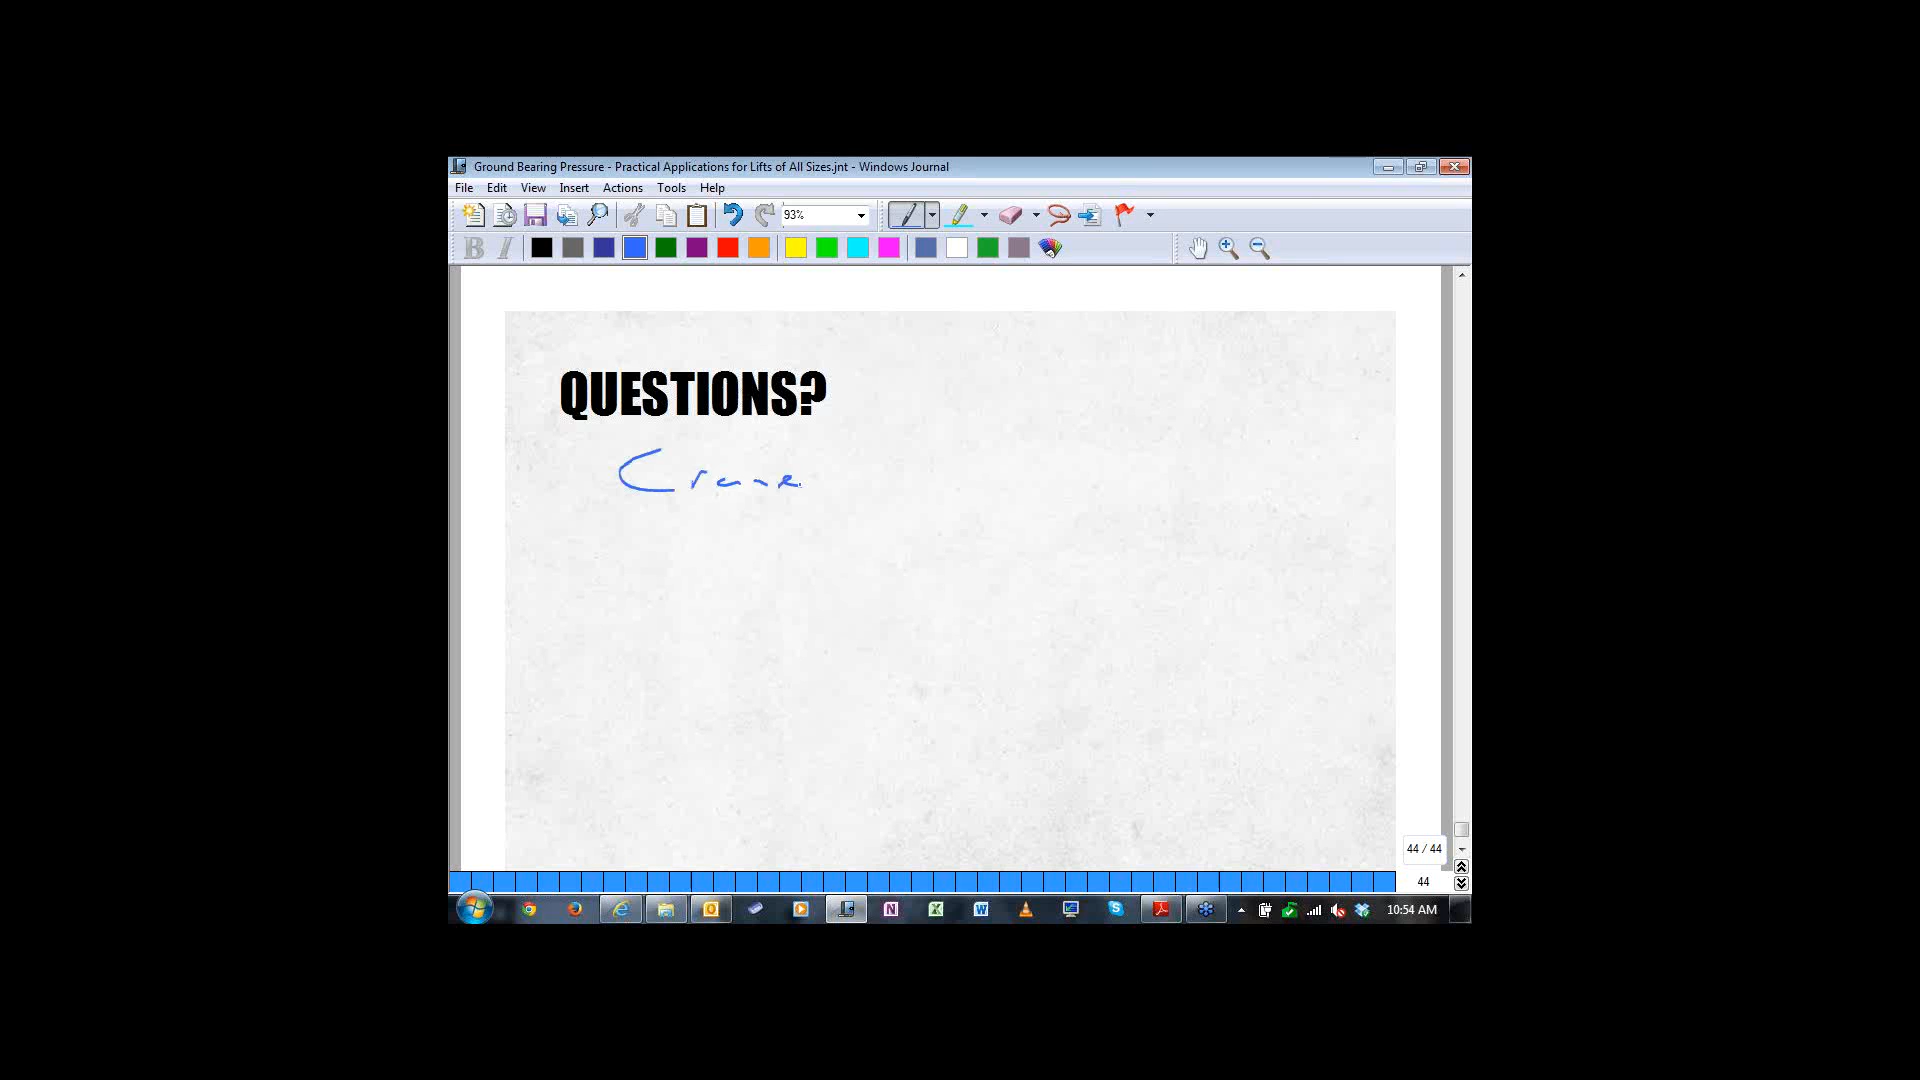 Ground Bearing Pressure - Practical Applications for Lifts of All Sizes.jnt - Windows Journal
File Edit View Insert Actions Tools Help
93%
B I
QUESTIONS?
Crane
44 / 44
44
10:54 AM